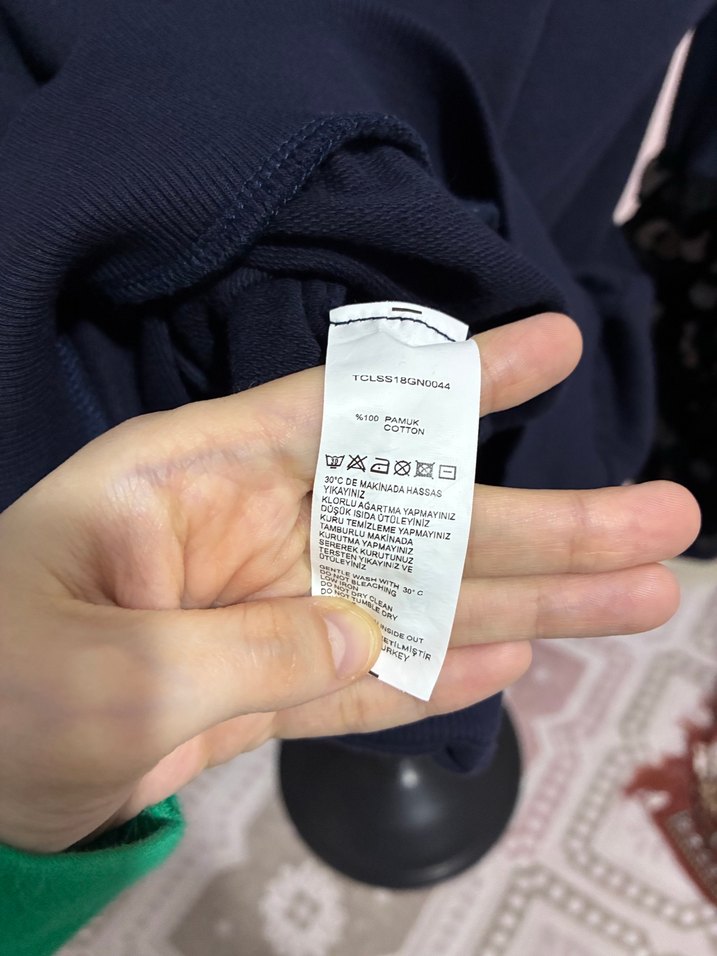 TCLSS18GN0044
%100 PAMUK
COTTON
30
30°C DE MAKİNADA HASSAS
YIKAYINIZ
KLORLU AĞARTMA YAPMAYINIZ
DÜŞÜK ISIDA ÜTÜLEYİNİZ
KURU TEMİZLEME YAPMAYINIZ
TAMBURLU MAKİNADA
KURUTMA YAPMAYINIZ
SEREREK KURUTUNUZ
TERSTEN YIKAYINIZ VE
ÜTÜLEYİNİZ
GENTLE WASH WITH 30° C
DO NOT BLEACHING
LOW IRON
DO NOT DRY CLEAN
DO NOT TUMBLE DRY
INSIDE OUT